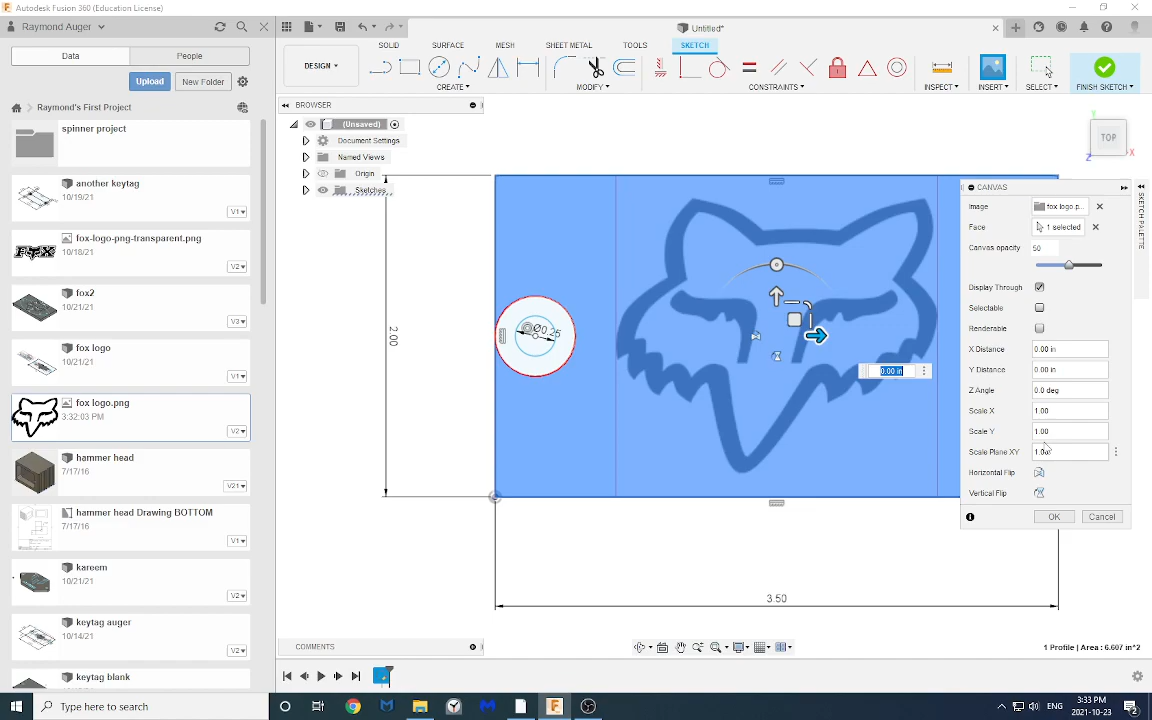 Autodesk Fusion 360 (Education License)
Raymond Auger
Untitled*
Data
People
Upload
New Folder
Raymond's First Project
spinner project
another keytag
10/19/21
V1
fox-logo-png-transparent.png
10/18/21
V2
fox2
10/21/21
V3
fox logo
10/21/21
V1
fox logo.png
3:32:03 PM
V2
hammer head
7/17/16
V21
hammer head Drawing BOTTOM
7/17/16
V1
kareem
10/21/21
V2
keytag auger
10/14/21
V2
keytag blank
DESIGN
SOLID
SURFACE
MESH
SHEET METAL
TOOLS
SKETCH
CREATE
MODIFY
CONSTRAINTS
INSPECT
INSERT
SELECT
FINISH SKETCH
BROWSER
(Unsaved)
Document Settings
Named Views
Origin
Sketches
TOP
X
Y
Z
2.00
Ø0.25
3.50
0.00 in
CANVAS
SKETCH PALETTE
Image
fox logo.p...
Face
1 selected
Canvas opacity
50
Display Through
Selectable
Renderable
X Distance
0.00 in
Y Distance
0.00 in
Z Angle
0.0 deg
Scale X
1.00
Scale Y
1.00
Scale Plane XY
Horizontal Flip
Vertical Flip
OK
Cancel
COMMENTS
1 Profile | Area : 6.607 in^2
Type here to search
ENG
3:33 PM
2021-10-23
2